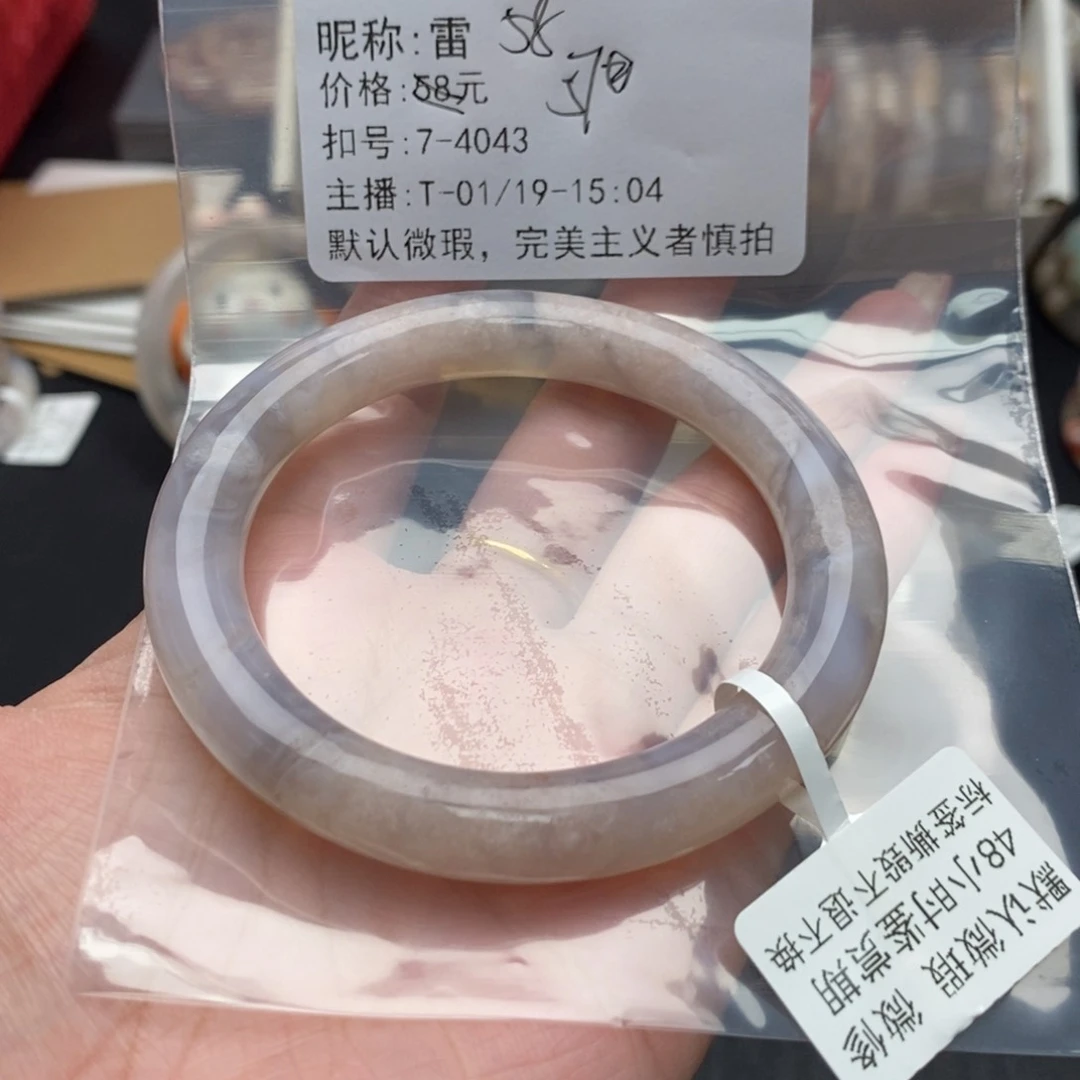 昵称:雷 58
价格:58元
扣号:7-4043
主播:T-01/19-15:04
默认微瑕，完美主义者慎拍
默认微瑕 微修
48小时鉴赏期
标签撕毁不退不换